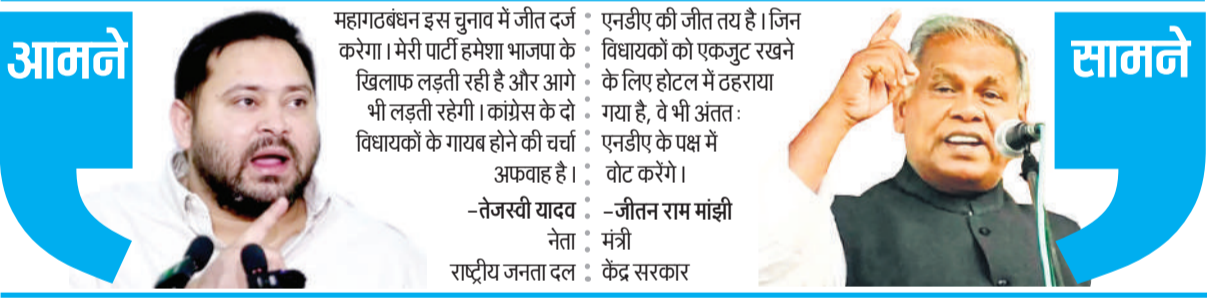 आमने
महागठबंधन इस चुनाव में जीत दर्ज
करेगा। मेरी पार्टी हमेशा भाजपा के
खिलाफ लड़ती रही है और आगे
भी लड़ती रहेगी। कांग्रेस के दो
विधायकों के गायब होने की चर्चा
अफवाह है।
-तेजस्वी यादव
नेता
राष्ट्रीय जनता दल
एनडीए की जीत तय है। जिन
विधायकों को एकजुट रखने
के लिए होटल में ठहराया
गया है, वे भी अंततः
एनडीए के पक्ष में
वोट करेंगे।
-जीतन राम मांझी
मंत्री
केंद्र सरकार
सामने